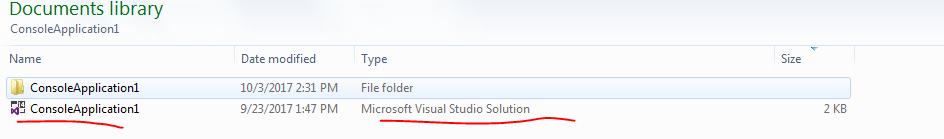 Documents library
ConsoleApplication1
Name Date modified Type Size
ConsoleApplication1 10/3/2017 2:31 PM File folder
ConsoleApplication1 9/23/2017 1:47 PM Microsoft Visual Studio Solution 2 KB